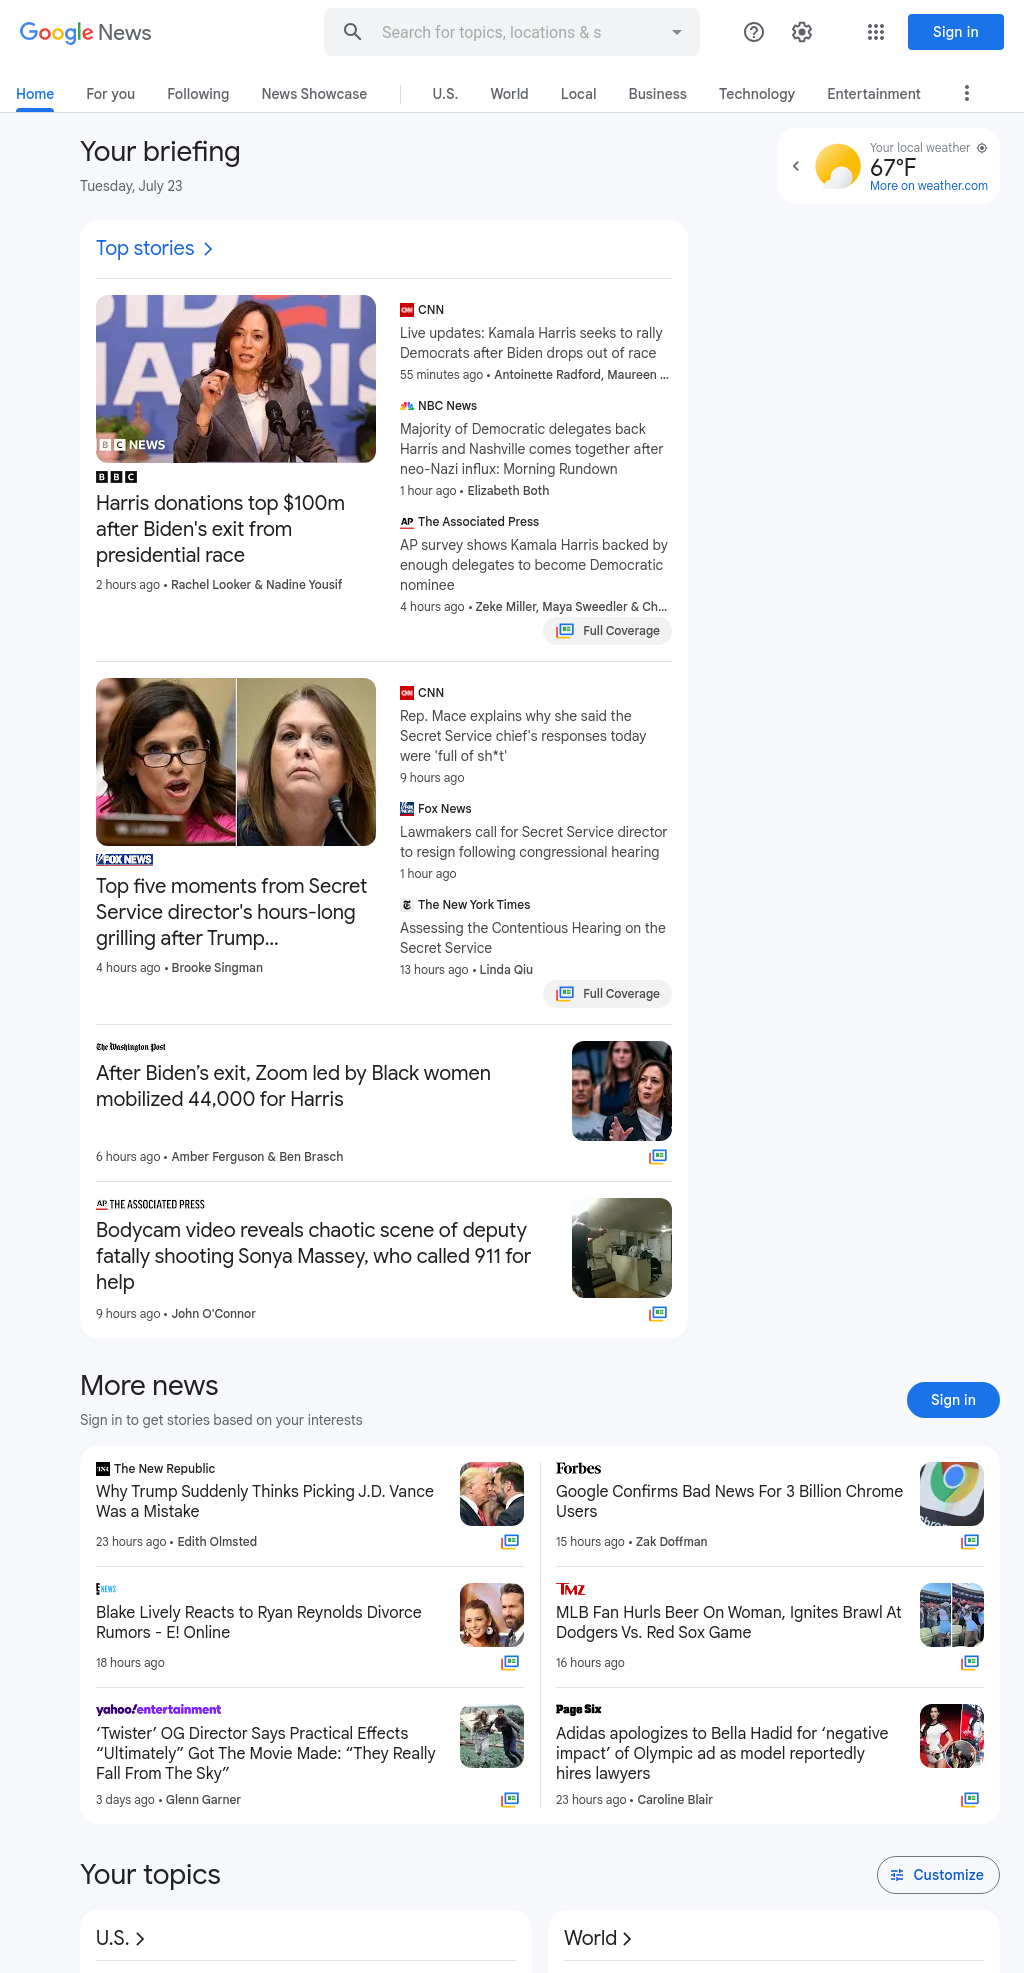 Google News
Search for topics, locations & s
Sign in
Home
For you
Following
News Showcase
U.S.
World
Local
Business
Technology
Entertainment
Your briefing
Tuesday, July 23
Your local weather
67°F
More on weather.com
Top stories
HARRIS
BBC NEWS
BBC
Harris donations top $100m
after Biden's exit from
presidential race
2 hours ago • Rachel Looker & Nadine Yousif
CNN
Live updates: Kamala Harris seeks to rally
Democrats after Biden drops out of race
55 minutes ago • Antoinette Radford, Maureen ...
NBC News
Majority of Democratic delegates back
Harris and Nashville comes together after
neo-Nazi influx: Morning Rundown
1 hour ago • Elizabeth Both
AP The Associated Press
AP survey shows Kamala Harris backed by
enough delegates to become Democratic
nominee
4 hours ago • Zeke Miller, Maya Sweedler & Ch...
Full Coverage
FOX NEWS
Top five moments from Secret
Service director's hours-long
grilling after Trump...
4 hours ago • Brooke Singman
CNN
Rep. Mace explains why she said the
Secret Service chief's responses today
were 'full of sh*t'
9 hours ago
Fox News
Lawmakers call for Secret Service director
to resign following congressional hearing
1 hour ago
The New York Times
Assessing the Contentious Hearing on the
Secret Service
13 hours ago • Linda Qiu
Full Coverage
The Washington Post
After Biden’s exit, Zoom led by Black women
mobilized 44,000 for Harris
6 hours ago • Amber Ferguson & Ben Brasch
AP THE ASSOCIATED PRESS
Bodycam video reveals chaotic scene of deputy
fatally shooting Sonya Massey, who called 911 for
help
9 hours ago • John O'Connor
More news
Sign in to get stories based on your interests
Sign in
The New Republic
Why Trump Suddenly Thinks Picking J.D. Vance
Was a Mistake
23 hours ago • Edith Olmsted
Forbes
Google Confirms Bad News For 3 Billion Chrome
Users
15 hours ago • Zak Doffman
E NEWS
Blake Lively Reacts to Ryan Reynolds Divorce
Rumors - E! Online
18 hours ago
TMZ
MLB Fan Hurls Beer On Woman, Ignites Brawl At
Dodgers Vs. Red Sox Game
16 hours ago
yahoo!entertainment
‘Twister’ OG Director Says Practical Effects
“Ultimately” Got The Movie Made: “They Really
Fall From The Sky”
3 days ago • Glenn Garner
Page Six
Adidas apologizes to Bella Hadid for ‘negative
impact’ of Olympic ad as model reportedly
hires lawyers
23 hours ago • Caroline Blair
Your topics
Customize
U.S.
World